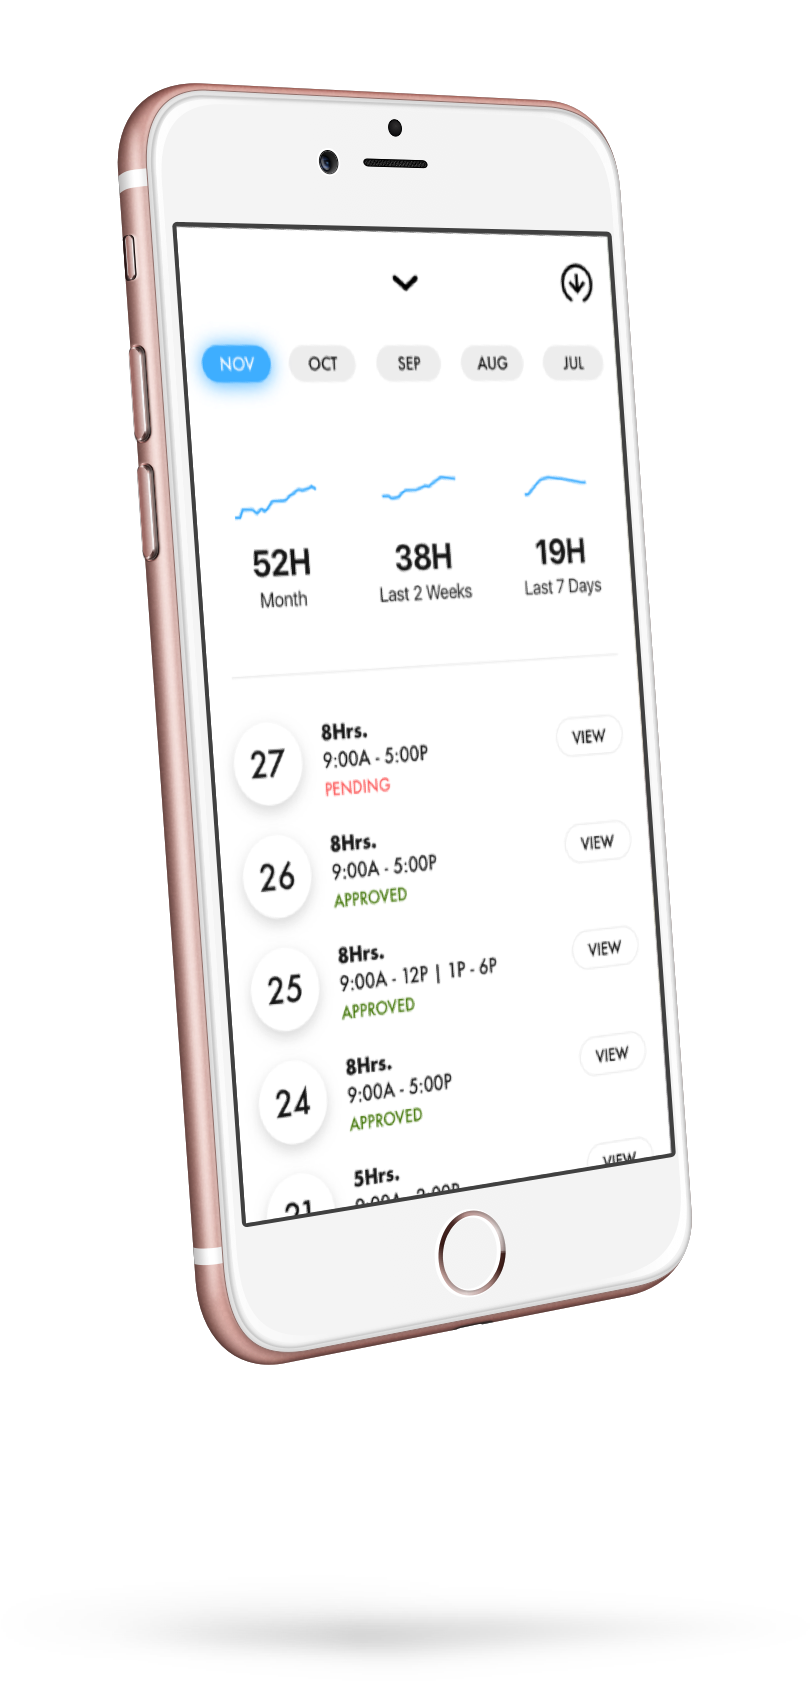 NOV OCT SEP AUG JUL
52H 38H 19H
Month Last 2 Weeks Last 7 Days
27
8Hrs.
9:00A - 5:00P
PENDING
VIEW
26
8Hrs.
9:00A - 5:00P
APPROVED
VIEW
25
8Hrs.
9:00A - 12P | 1P - 6P
APPROVED
VIEW
24
8Hrs.
9:00A - 5:00P
APPROVED
VIEW
21
5Hrs.
VIEW